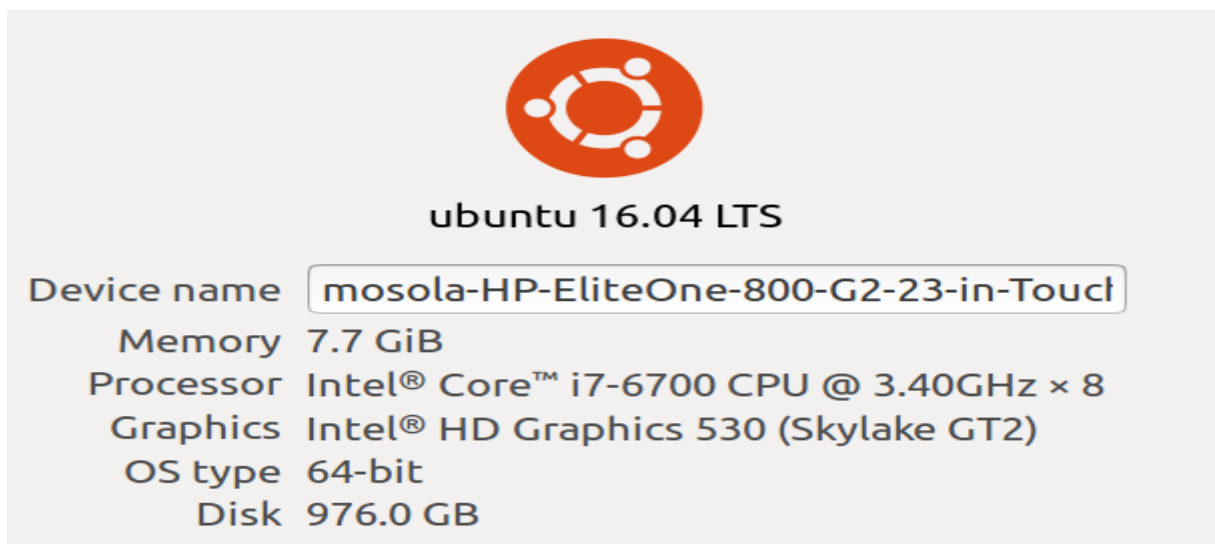 ubuntu 16.04 LTS
Device name mosola-HP-EliteOne-800-G2-23-in-Touch
Memory 7.7 GiB
Processor Intel® Core™ i7-6700 CPU @ 3.40GHz × 8
Graphics Intel® HD Graphics 530 (Skylake GT2)
OS type 64-bit
Disk 976.0 GB